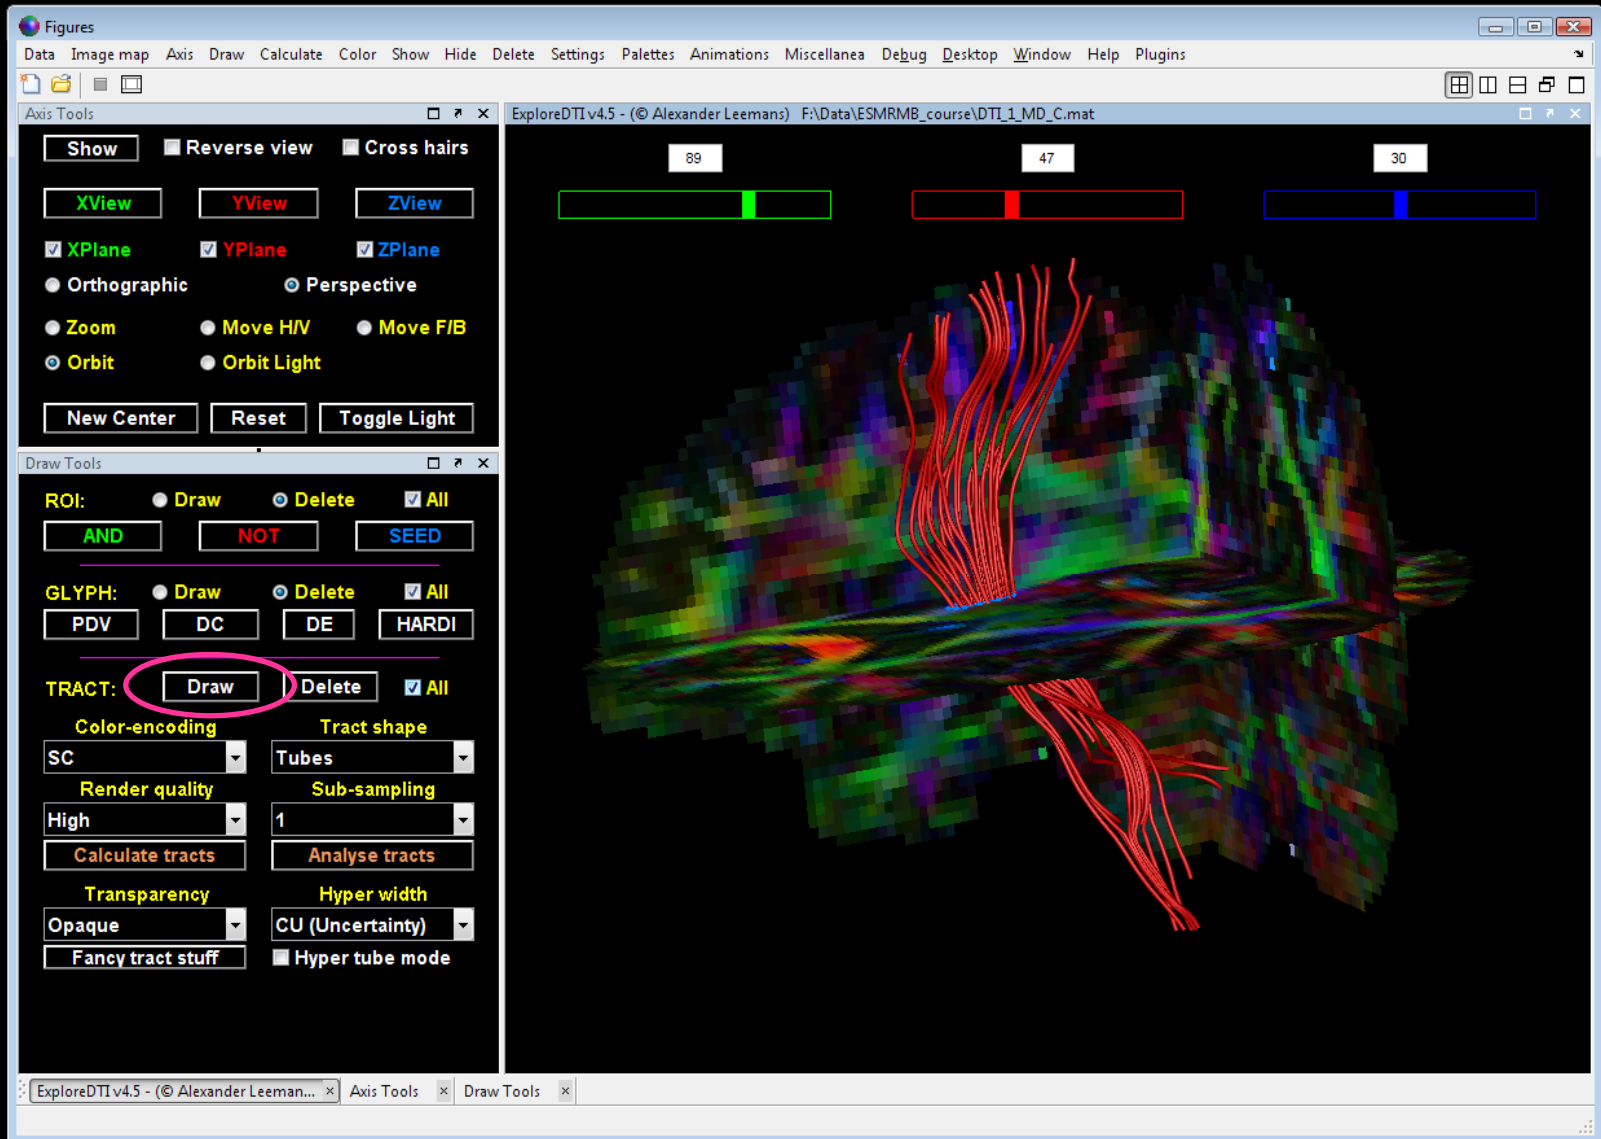 Figures
Data Image map Axis Draw Calculate Color Show Hide Delete Settings Palettes Animations Miscellanea Debug Desktop Window Help Plugins
Axis Tools
Show Reverse view Cross hairs
XView YView ZView
XPlane YPlane ZPlane
Orthographic Perspective
Zoom Move H/V Move F/B
Orbit Orbit Light
New Center Reset Toggle Light
Draw Tools
ROI: Draw Delete All
AND NOT SEED
GLYPH: Draw Delete All
PDV DC DE HARDI
TRACT: Draw Delete All
Color-encoding Tract shape
SC Tubes
Render quality Sub-sampling
High 1
Calculate tracts Analyse tracts
Transparency Hyper width
Opaque CU (Uncertainty)
Fancy tract stuff Hyper tube mode
ExploreDTI v4.5 - (© Alexander Leemans) F:\Data\ESMRMB_course\DTI_1_MD_C.mat
89 47 30
ExploreDTI v4.5 - (© Alexander Leeman... Axis Tools Draw Tools